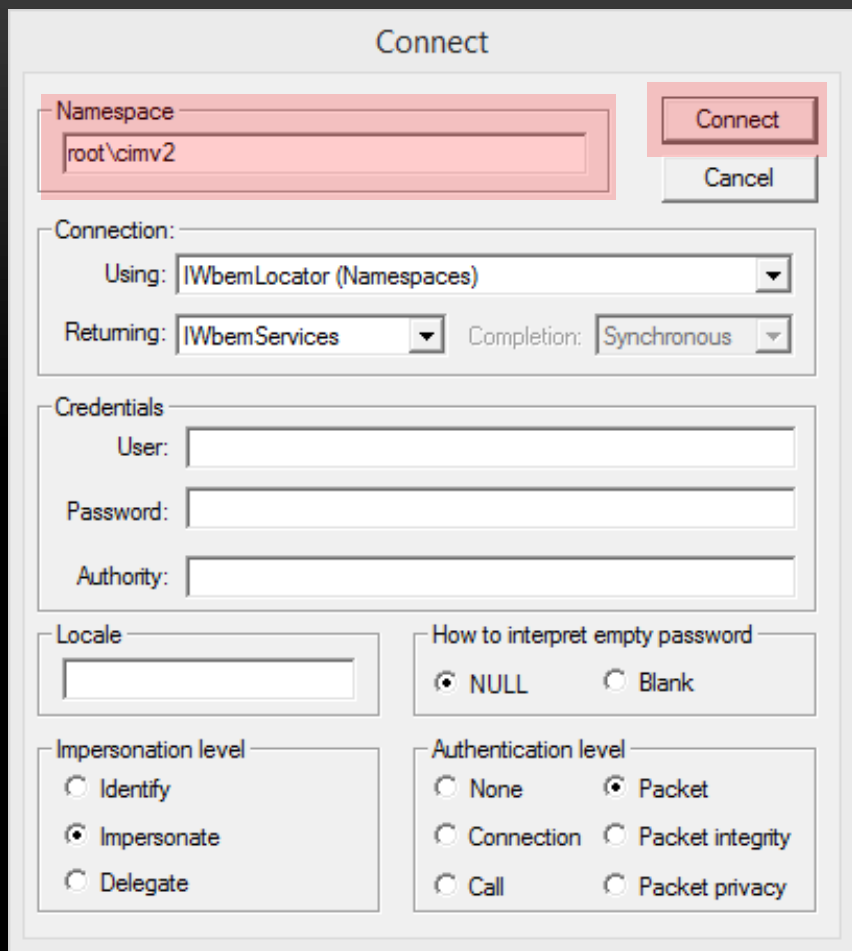 Connect
Namespace
root\cimv2
Connect
Cancel
Connection:
Using: IWbemLocator (Namespaces)
Returning: IWbemServices Completion: Synchronous
Credentials
User:
Password:
Authority:
Locale
How to interpret empty password
NULL Blank
Impersonation level
Identify
Impersonate
Delegate
Authentication level
None Packet
Connection Packet integrity
Call Packet privacy